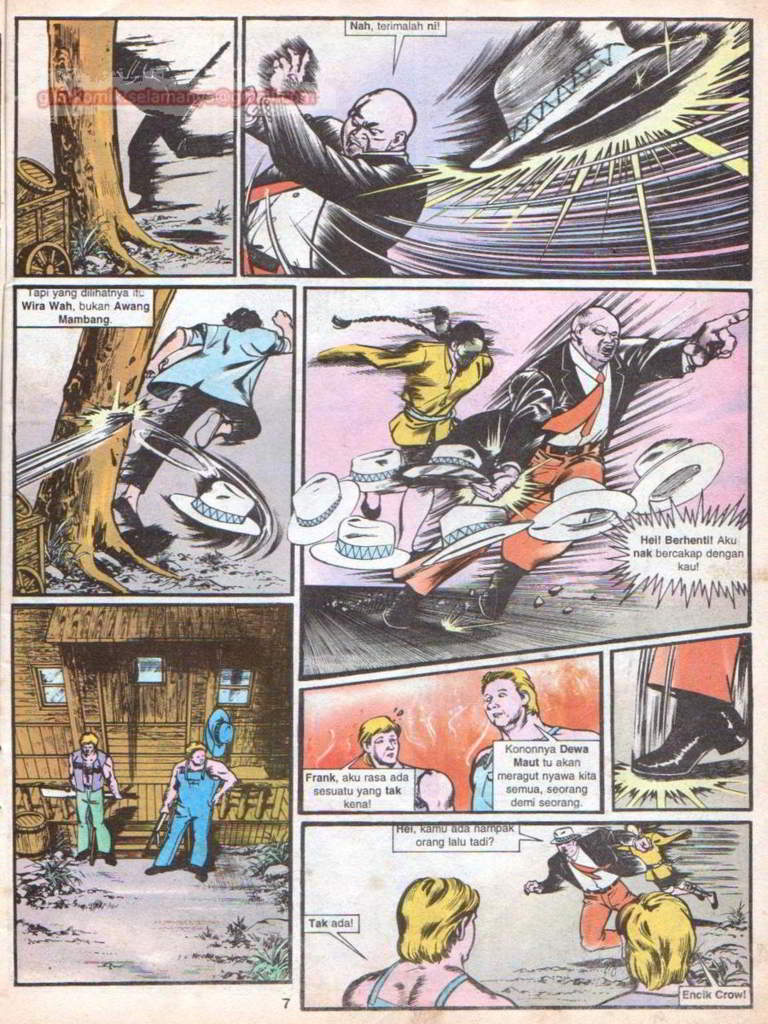 Nah, terimalah ni!
Tapi yang dilihatnya itu
Wira Wah, bukan Awang
Mambang.
Hei! Berhenti! Aku
nak bercakap dengan
kau!
Frank, aku rasa ada
sesuatu yang tak
kena!
Kononnya Dewa
Maut tu akan
meragut nyawa kita
semua, seorang
demi seorang.
Hei, kamu ada nampak
orang lalu tadi?
Tak ada!
Encik Crow!
7